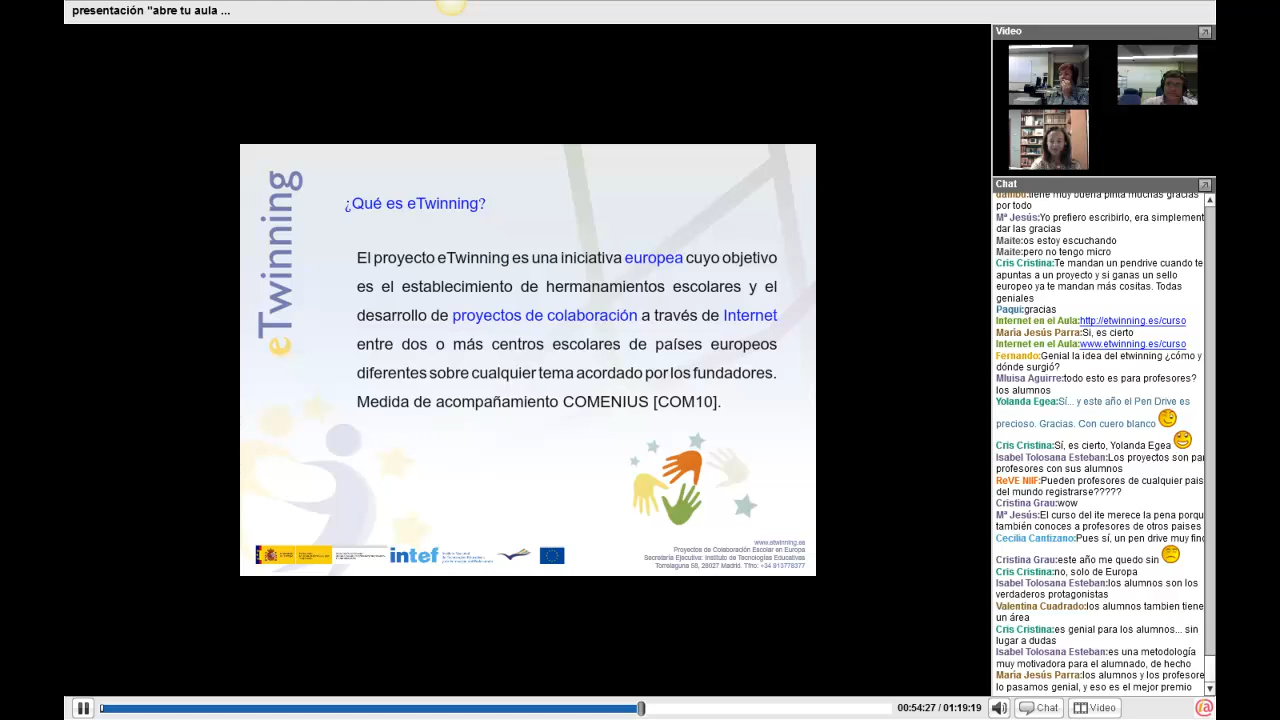 presentación "abre tu aula ...
eTwinning
¿Qué es eTwinning?
El proyecto eTwinning es una iniciativa europea cuyo objetivo
es el establecimiento de hermanamientos escolares y el
desarrollo de proyectos de colaboración a través de Internet
entre dos o más centros escolares de países europeos
diferentes sobre cualquier tema acordado por los fundadores.
Medida de acompañamiento COMENIUS [COM10].
intef
www.etwinning.es
Proyectos de Colaboración Escolar en Europa
Secretaría Ejecutiva: Instituto de Tecnologías Educativas
Torrelaguna 58, 28027 Madrid. Tfno: +34 913778377
Video
Chat
por todo
Mª Jesús:Yo prefiero escribirlo, era simplement
dar las gracias
Maite:os estoy escuchando
Maite:pero no tengo micro
Cris Cristina:Te mandan un pendrive cuando te
apuntas a un proyecto y si ganas un sello
europeo ya te mandan más cositas. Todas
geniales
Paqui:gracias
Internet en el Aula:http://etwinning.es/curso
María Jesús Parra:Si, es cierto
Internet en el Aula:www.etwinning.es/curso
Fernando:Genial la idea del etwinning ¿cómo y
dónde surgió?
Mluisa Aguirre:todo esto es para profesores?
los alumnos
Yolanda Egea:Sí... y este año el Pen Drive es
precioso. Gracias. Con cuero blanco
Cris Cristina:Sí, es cierto, Yolanda Egea
Isabel Tolosana Esteban:Los proyectos son par
profesores con sus alumnos
ReVE NIIF:Pueden profesores de cualquier pais
del mundo registrarse?????
Cristina Grau:wow
Mª Jesús:El curso del ite merece la pena porqu
también conoces a profesores de otros paises
Cecilia Cantizano:Pues sí, un pen drive muy find
Cristina Grau:este año me quedo sin
Cris Cristina:no, solo de Europa
Isabel Tolosana Esteban:los alumnos son los
verdaderos protagonistas
Valentina Cuadrado:los alumnos tambien tiene
un área
Cris Cristina:es genial para los alumnos... sin
lugar a dudas
Isabel Tolosana Esteban:es una metodología
muy motivadora para el alumnado, de hecho
María Jesús Parra:los alumnos y los profesore
lo pasamos genial, y eso es el mejor premio
00:54:27 / 01:19:19
Chat
Video